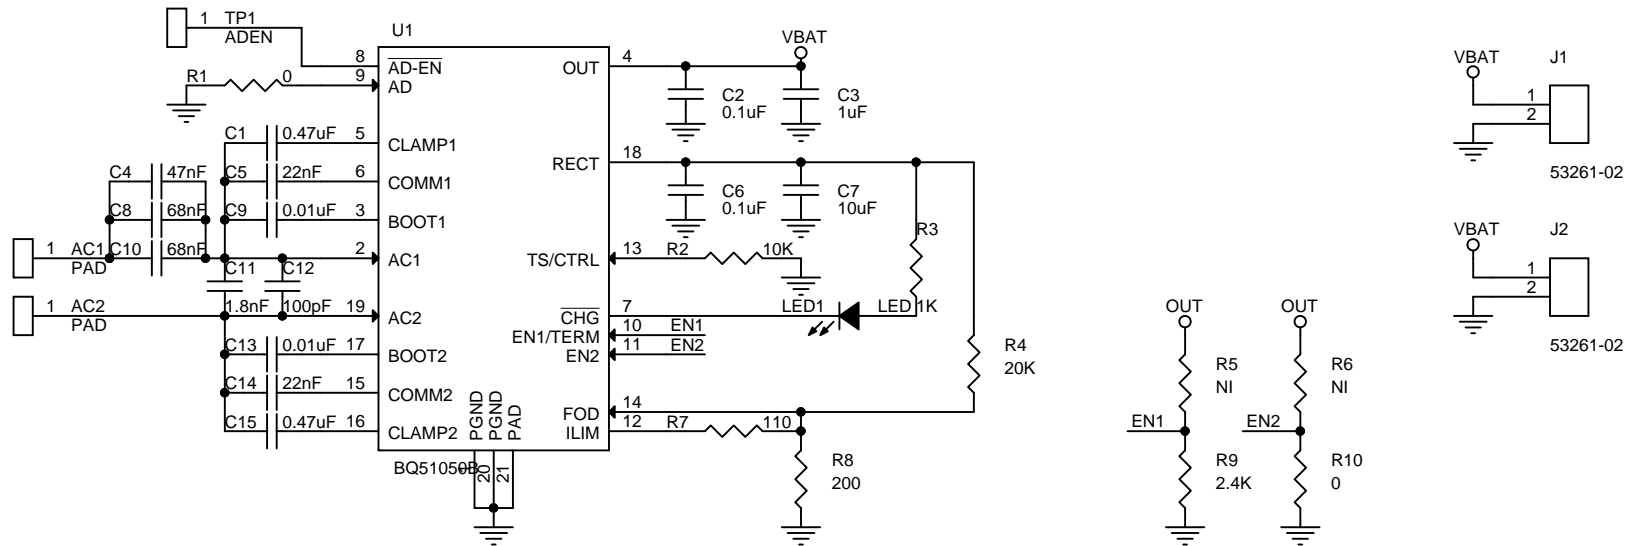 1 TP1
ADEN
U1
8 AD-EN
R1 0 9 AD
OUT 4
VBAT
C2
0.1uF
C3
1uF
C1 0.47uF 5 CLAMP1
C4 47nF C5 22nF 6 COMM1
C8 68nF C9 0.01uF 3 BOOT1
1 AC1 C10 68nF 2 AC1
PAD
C11 C12
1 AC2 1.8nF 100pF 19 AC2
PAD
C13 0.01uF 17 BOOT2
C14 22nF 15 COMM2
C15 0.47uF 16 CLAMP2
RECT 18
C6
0.1uF
C7
10uF
R3
TS/CTRL 13 R2 10K
CHG 7 LED1 LED 1K
EN1/TERM 10 EN1
EN2 11 EN2
R4
20K
FOD 14
ILIM 12 R7 110
R8
200
PGND
PGND
PAD
BQ51050B
20
21
OUT
R5
NI
EN1
R9
2.4K
OUT
R6
NI
EN2
R10
0
VBAT
J1
1
2
53261-02
VBAT
J2
1
2
53261-02